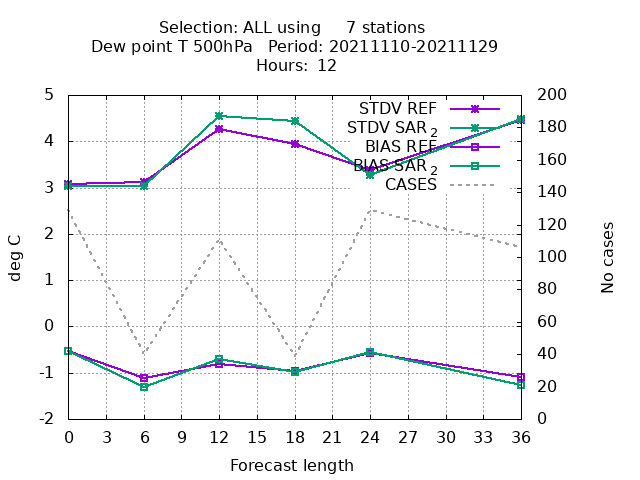 Selection: ALL using     7 stations
Dew point T 500hPa   Period: 20211110-20211129
Hours: 12
STDV REF
STDV SAR 2
BIAS REF
BIAS SAR 2
CASES
deg C
5
4
3
2
1
0
-1
-2
200
180
160
140
120
100
80
60
40
20
0
No cases
0 3 6 9 12 15 18 21 24 27 30 33 36
Forecast length